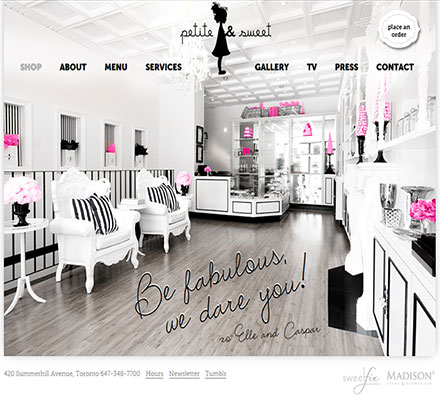 petite & sweet
place an
order
SHOP ABOUT MENU SERVICES GALLERY TV PRESS CONTACT
Be fabulous,
we dare you!
xo Elle and Caspar
420 Summerhill Avenue, Toronto 647-348-7700 Hours Newsletter Tumblr
sweetfix MADISON